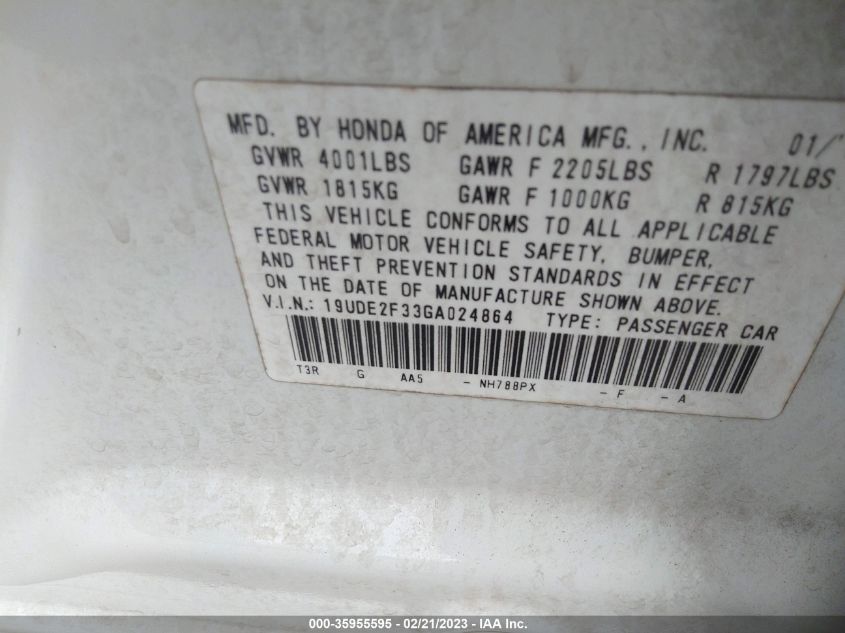 MFD. BY HONDA OF AMERICA MFG., INC. 01/
GVWR 4001LBS GAWR F 2205LBS R 1797LBS
GVWR 1815KG GAWR F 1000KG R 815KG
THIS VEHICLE CONFORMS TO ALL APPLICABLE
FEDERAL MOTOR VEHICLE SAFETY, BUMPER,
AND THEFT PREVENTION STANDARDS IN EFFECT
ON THE DATE OF MANUFACTURE SHOWN ABOVE.
V.I.N.: 19UDE2F33GA024864 TYPE: PASSENGER CAR
T3R G AA5 - NH788PX - F - A
000-35955595 - 02/21/2023 - IAA Inc.